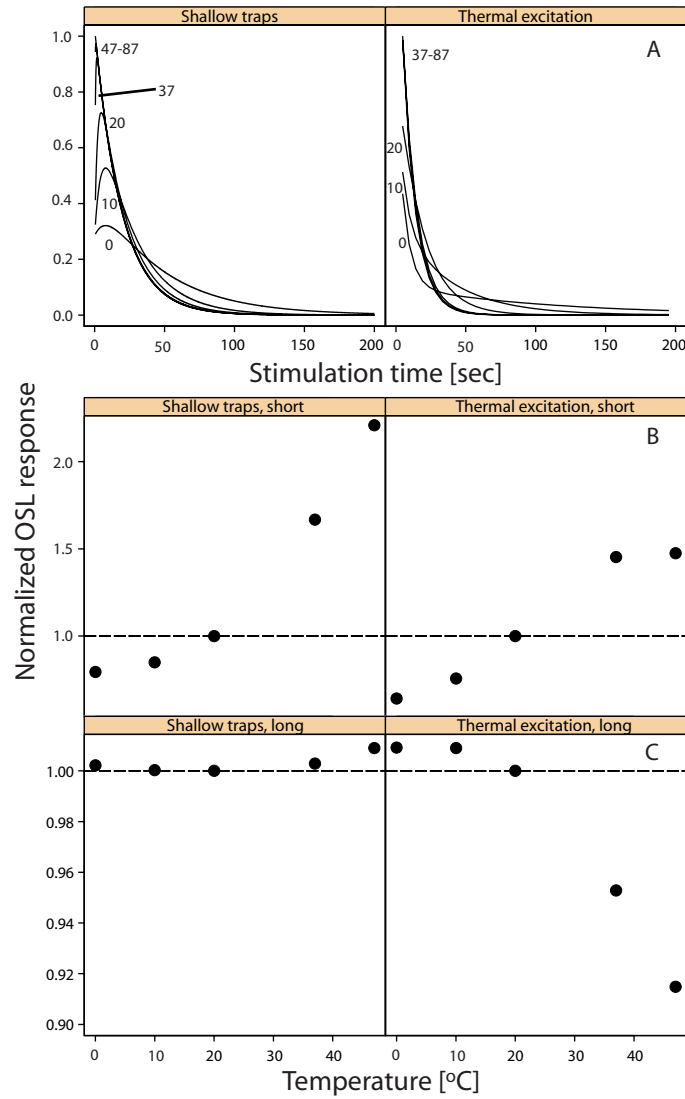 Shallow traps Thermal excitation
A
47-87
37
20
10
0
37-87
20
10
0
1.0
0.8
0.6
0.4
0.2
0.0
0 50 100 150 200
0 50 100 150 200
Stimulation time [sec]
Normalized OSL response
Shallow traps, short Thermal excitation, short
B
2.0
1.5
1.0
Shallow traps, long Thermal excitation, long
C
1.00
0.98
0.96
0.94
0.92
0.90
0 10 20 30 40
0 10 20 30 40
Temperature [ºC]